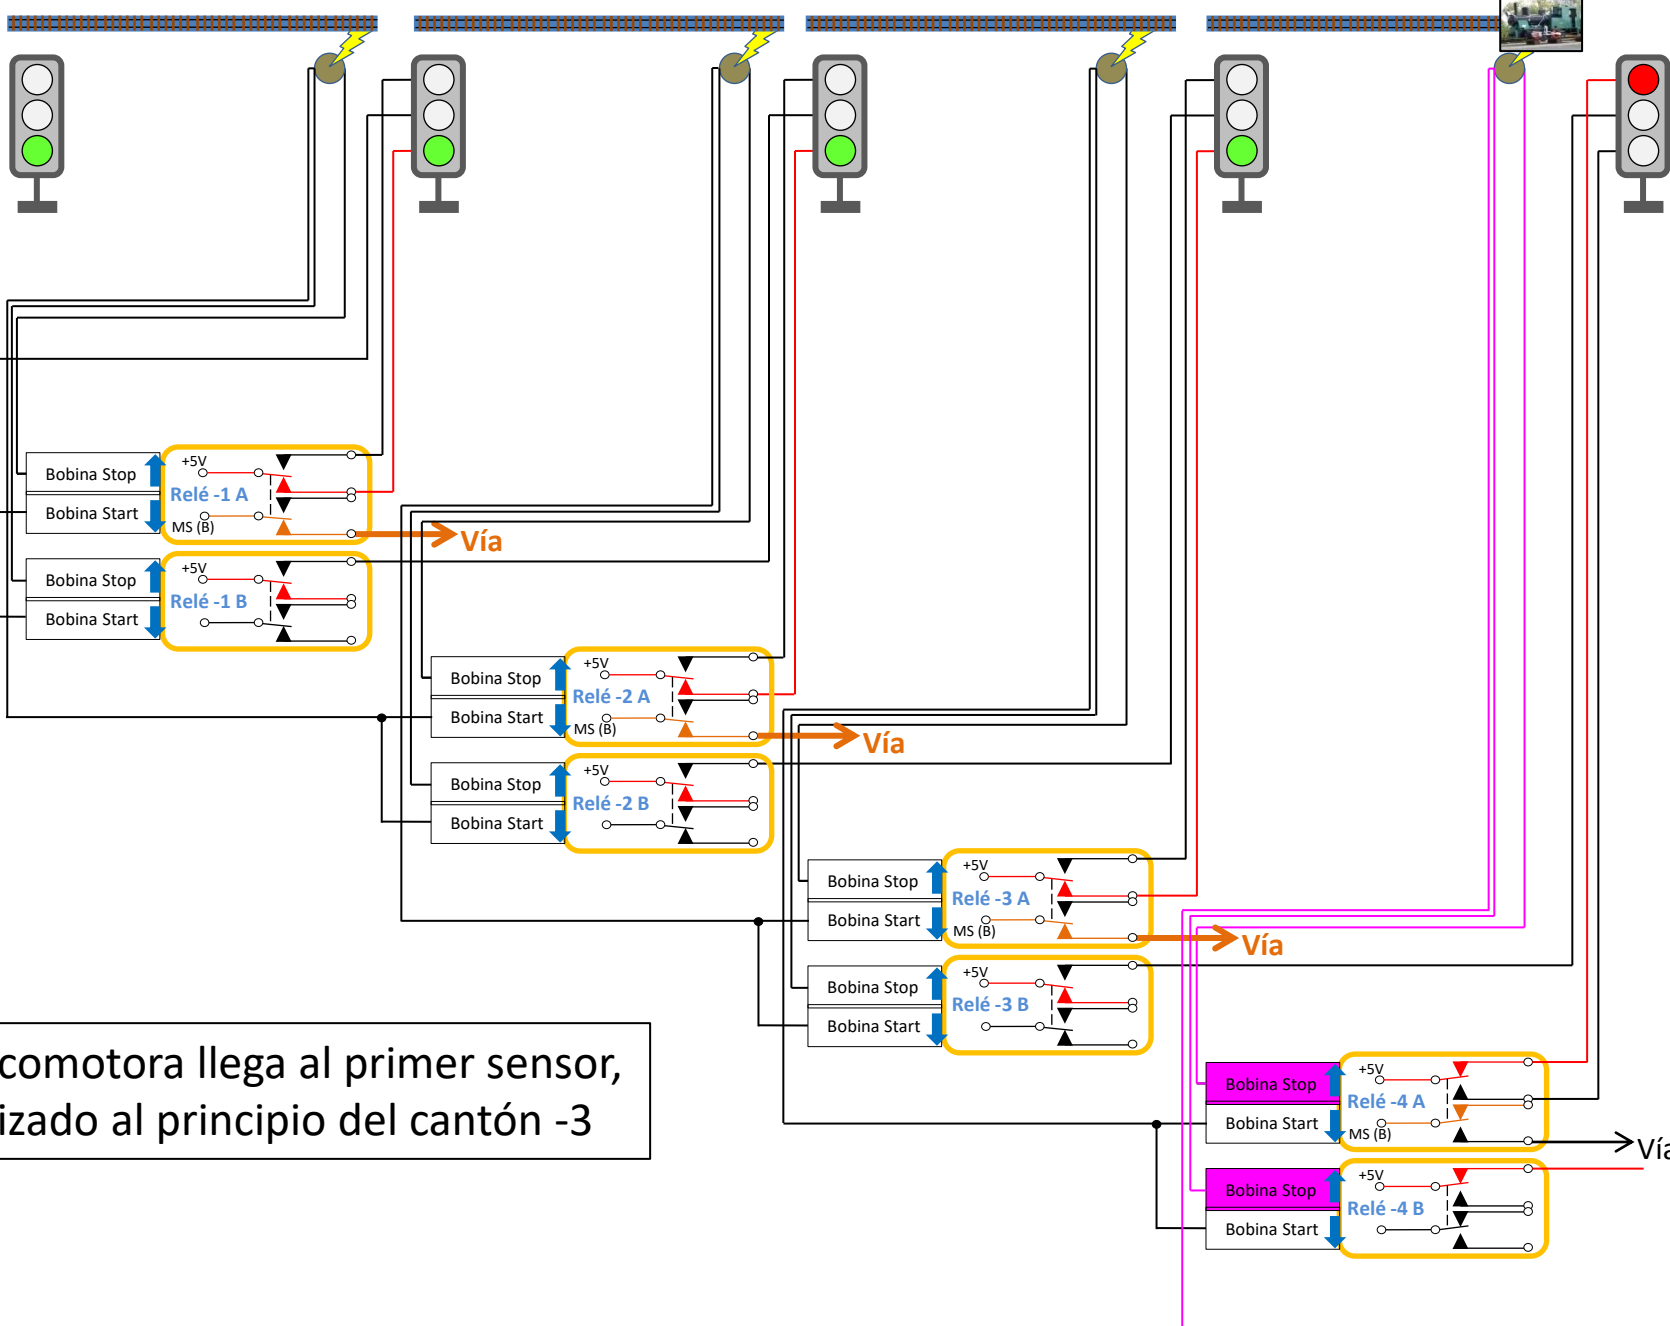 Bobina Stop
Bobina Start
+5V
Relé -1 A
MS (B)
Vía
Bobina Stop
Bobina Start
+5V
Relé -1 B
Bobina Stop
Bobina Start
+5V
Relé -2 A
MS (B)
Vía
Bobina Stop
Bobina Start
+5V
Relé -2 B
Bobina Stop
Bobina Start
+5V
Relé -3 A
MS (B)
Vía
Bobina Stop
Bobina Start
+5V
Relé -3 B
comotora llega al primer sensor,
izado al principio del cantón -3
Bobina Stop
Bobina Start
+5V
Relé -4 A
MS (B)
Vía
Bobina Stop
Bobina Start
+5V
Relé -4 B